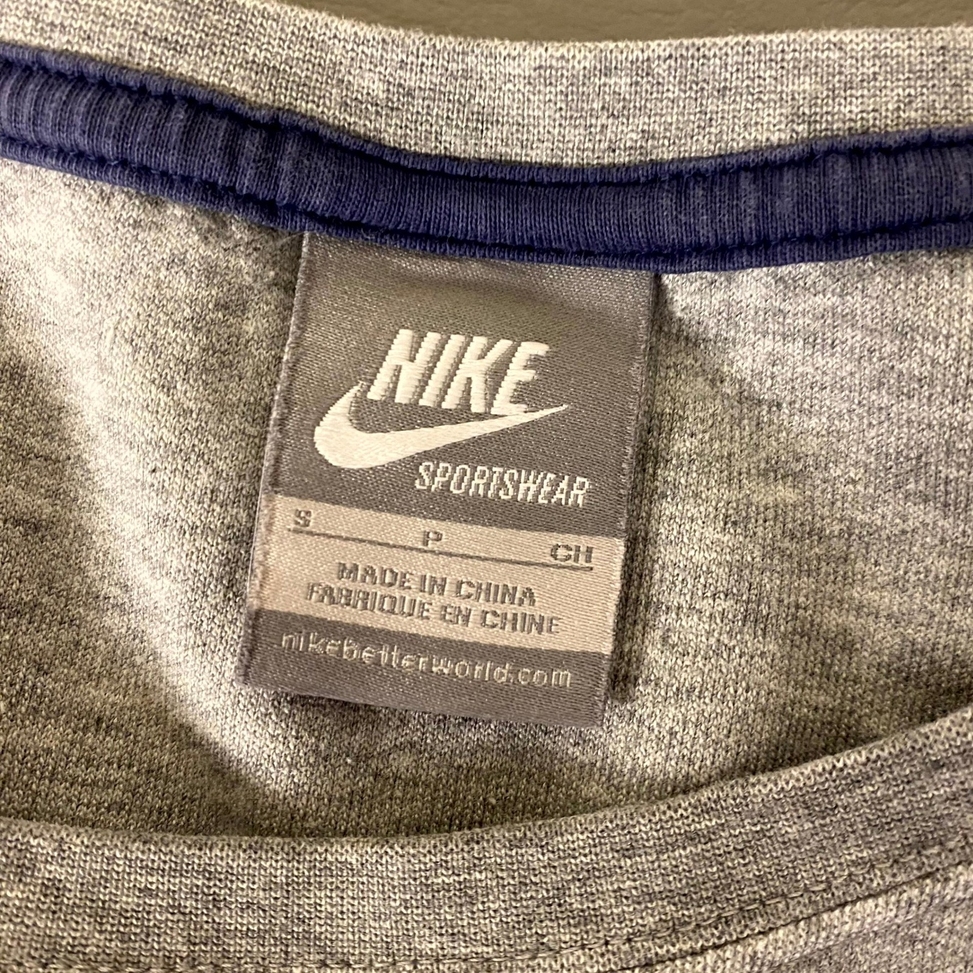 NIKE
SPORTSWEAR
S P CH
MADE IN CHINA
FABRIQUE EN CHINE
nikebetterworld.com